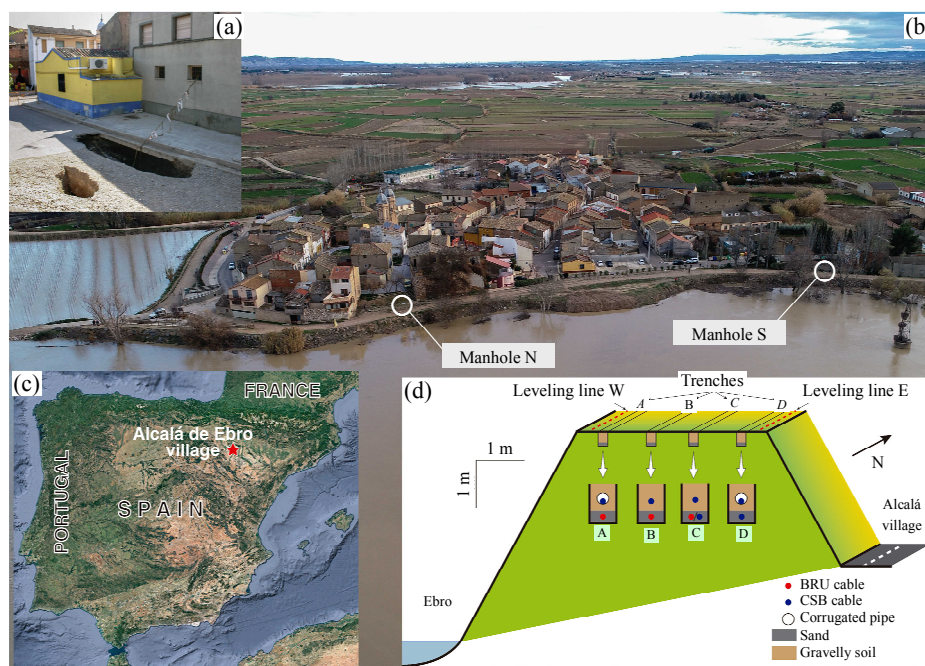 (a)
(b)
Manhole N
Manhole S
(c)
FRANCE
Alcalá de Ebro
village
PORTUGAL
SPAIN
(d)
Trenches
Leveling line W
Leveling line E
A
B
C
D
1 m
1 m
N
A
B
C
D
Alcalá
village
Ebro
BRU cable
CSB cable
Corrugated pipe
Sand
Gravelly soil